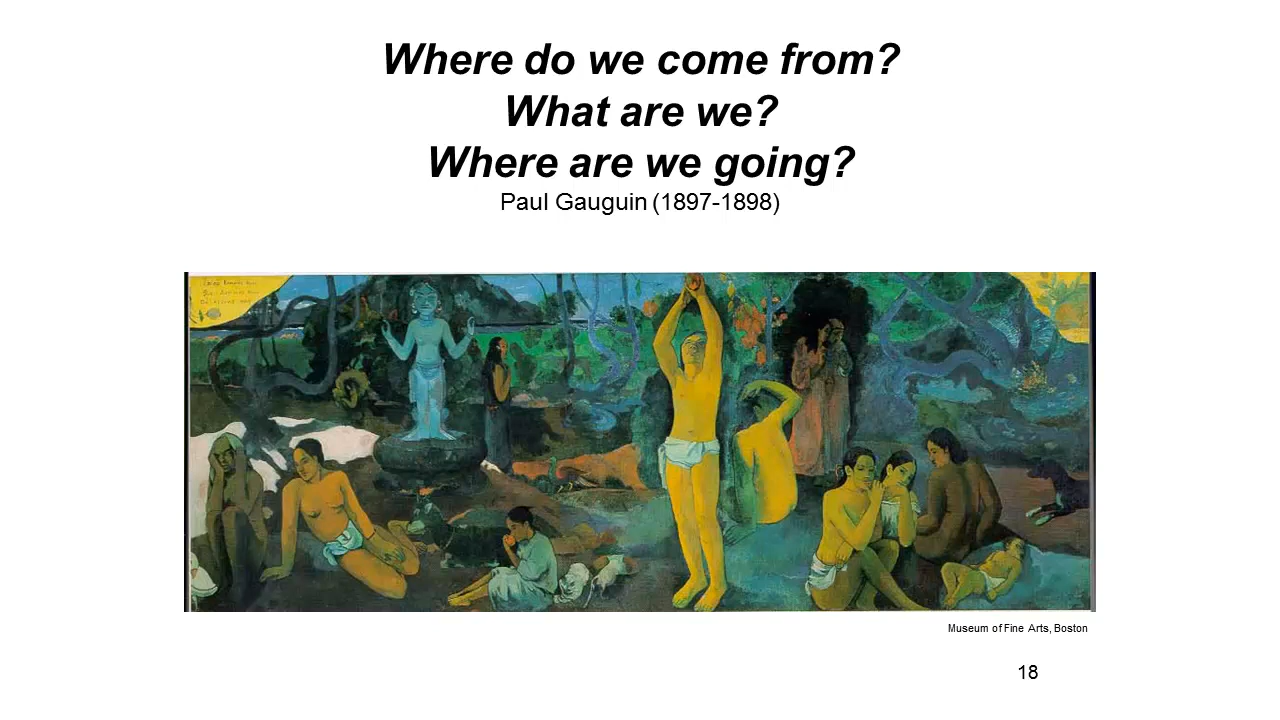 Where do we come from?
What are we?
Where are we going?
Paul Gauguin (1897-1898)
Museum of Fine Arts, Boston
18